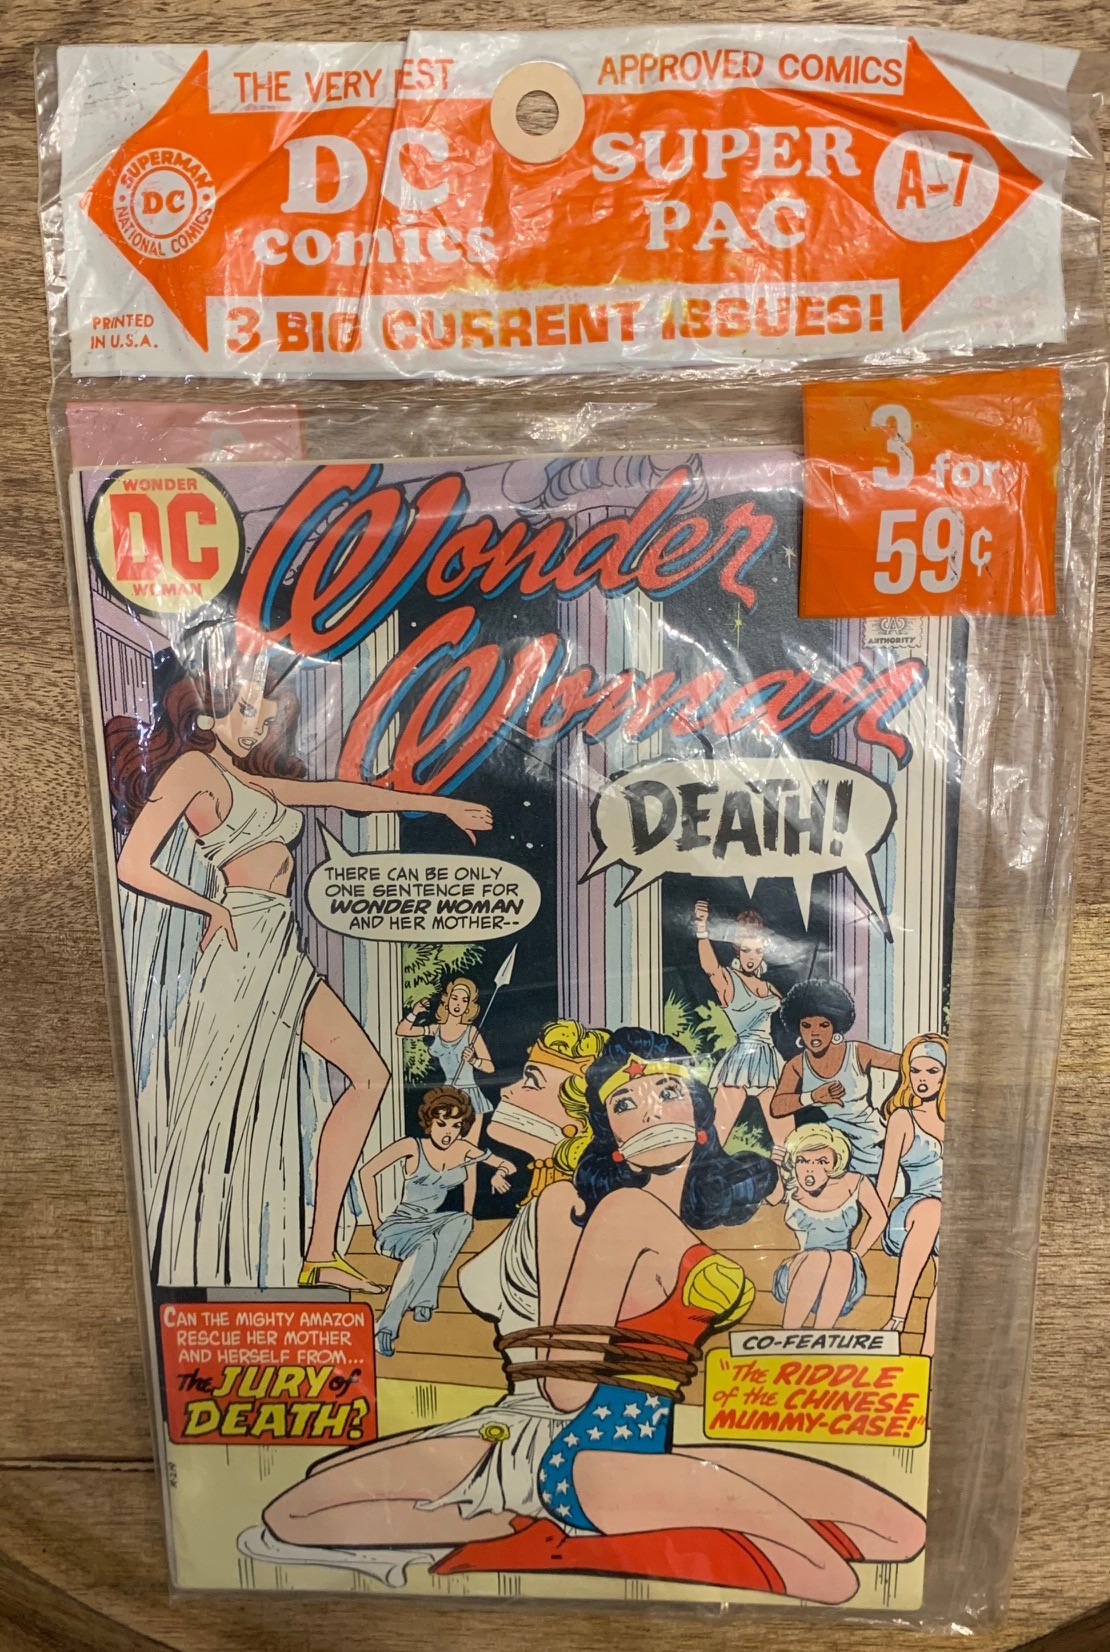 THE VERY EST
APPROVED COMICS
DC
comics
SUPER
PAC
A-7
SUPERMAN
DC
NATIONAL COMICS
PRINTED
IN U.S.A.
3 BIG CURRENT ISSUES!
3 for
59¢
WONDER
DC
WOMAN
Wonder
Woman
AUTHORITY
DEATH!
THERE CAN BE ONLY
ONE SENTENCE FOR
WONDER WOMAN
AND HER MOTHER--
CAN THE MIGHTY AMAZON
RESCUE HER MOTHER
AND HERSELF FROM...
The JURY of
DEATH?
CO-FEATURE
"The RIDDLE
of the CHINESE
MUMMY-CASE!"